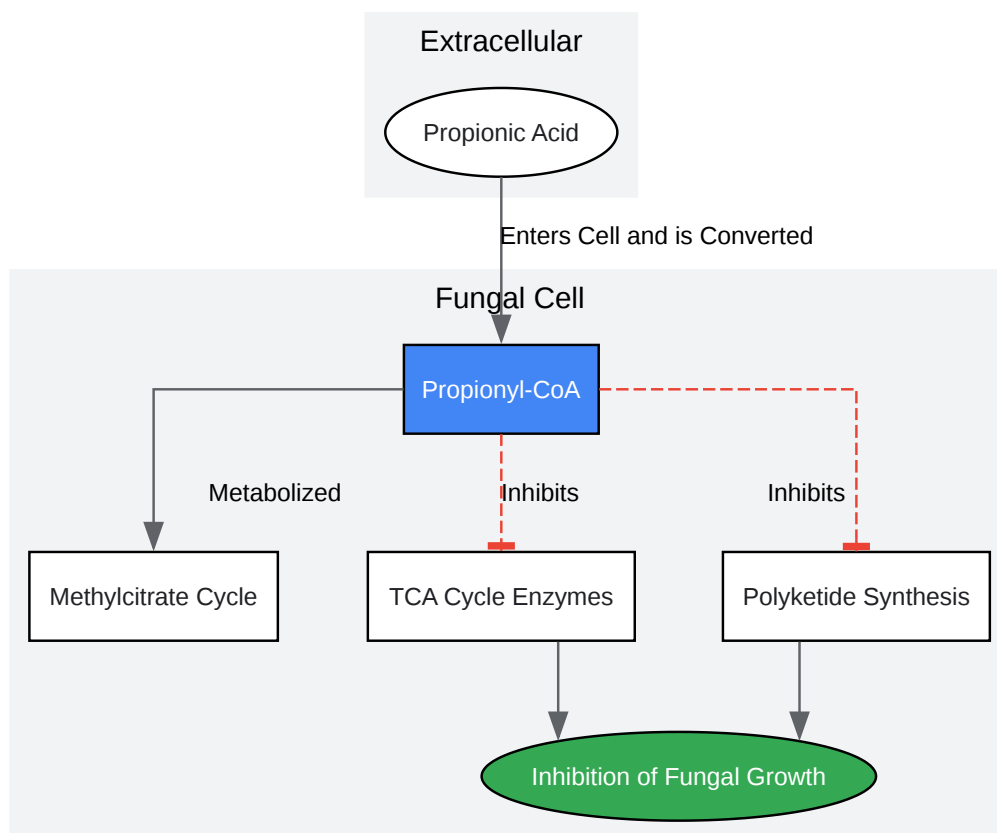 Extracellular
Propionic Acid
Enters Cell and is Converted
Fungal Cell
Propionyl-CoA
Metabolized
Inhibits
Inhibits
Methylcitrate Cycle
TCA Cycle Enzymes
Polyketide Synthesis
Inhibition of Fungal Growth